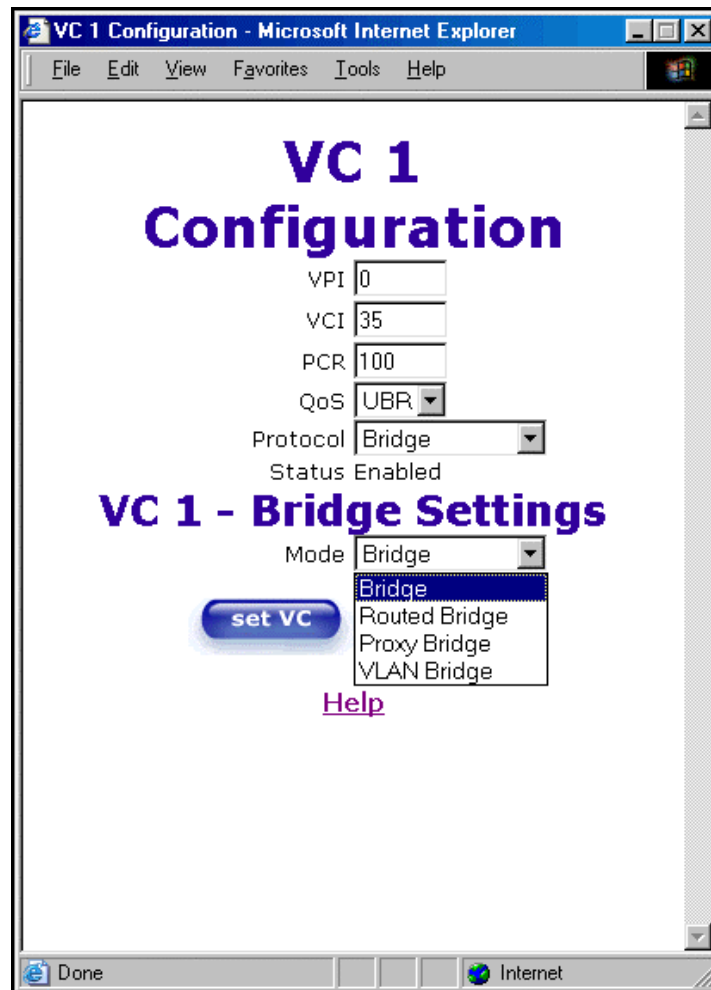 VC 1 Configuratio - Microsoft Internet Explorer
File Edit View Favorites Tools Help
VC 1
Configuration
VPI 0
VCI 35
PCR 100
QoS UBR
Protocol Bridge
Status Enabled
VC 1 - Bridge Settings
Mode Bridge
Bridge
Routed Bridge
Proxy Bridge
VLAN Bridge
set VC
Help
Done Internet